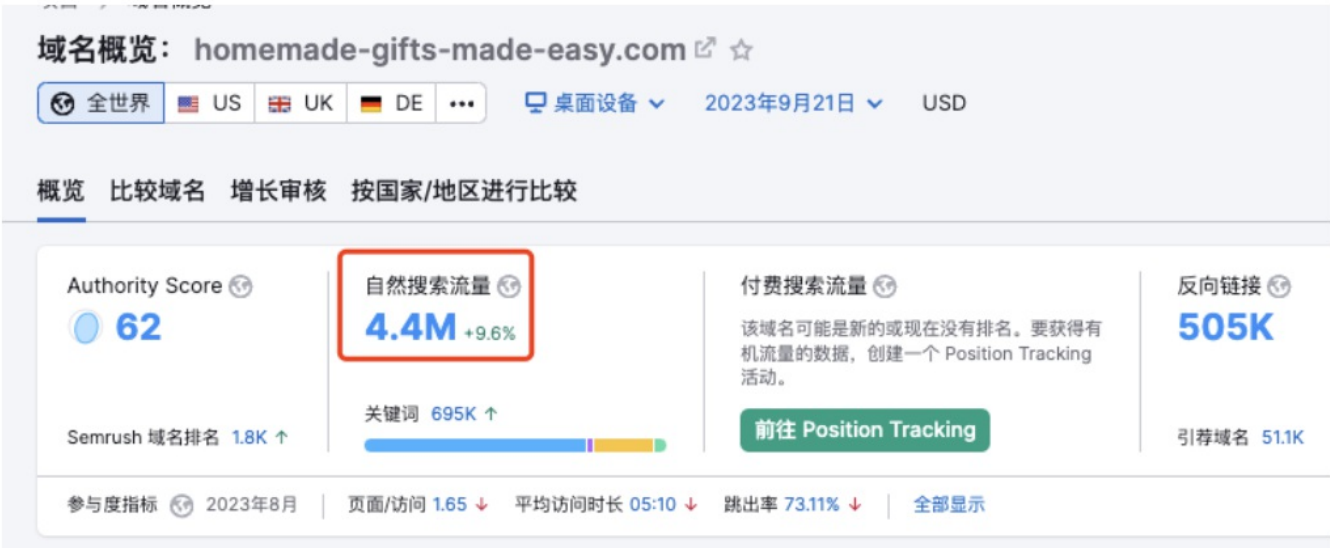 域名概览： homemade-gifts-made-easy.com
全世界 US UK DE ••• 桌面设备 2023年9月21日 USD
概览 比较域名 增长审核 按国家/地区进行比较
Authority Score
62
Semrush 域名排名 1.8K ↑
自然搜索流量
4.4M +9.6%
关键词 695K ↑
付费搜索流量
该域名可能是新的或现在没有排名。要获得有
机流量的数据，创建一个 Position Tracking
活动。
前往 Position Tracking
反向链接
505K
引荐域名 51.1K
参与度指标 2023年8月 页面/访问 1.65 ↓ 平均访问时长 05:10 ↓ 跳出率 73.11% ↓ 全部显示